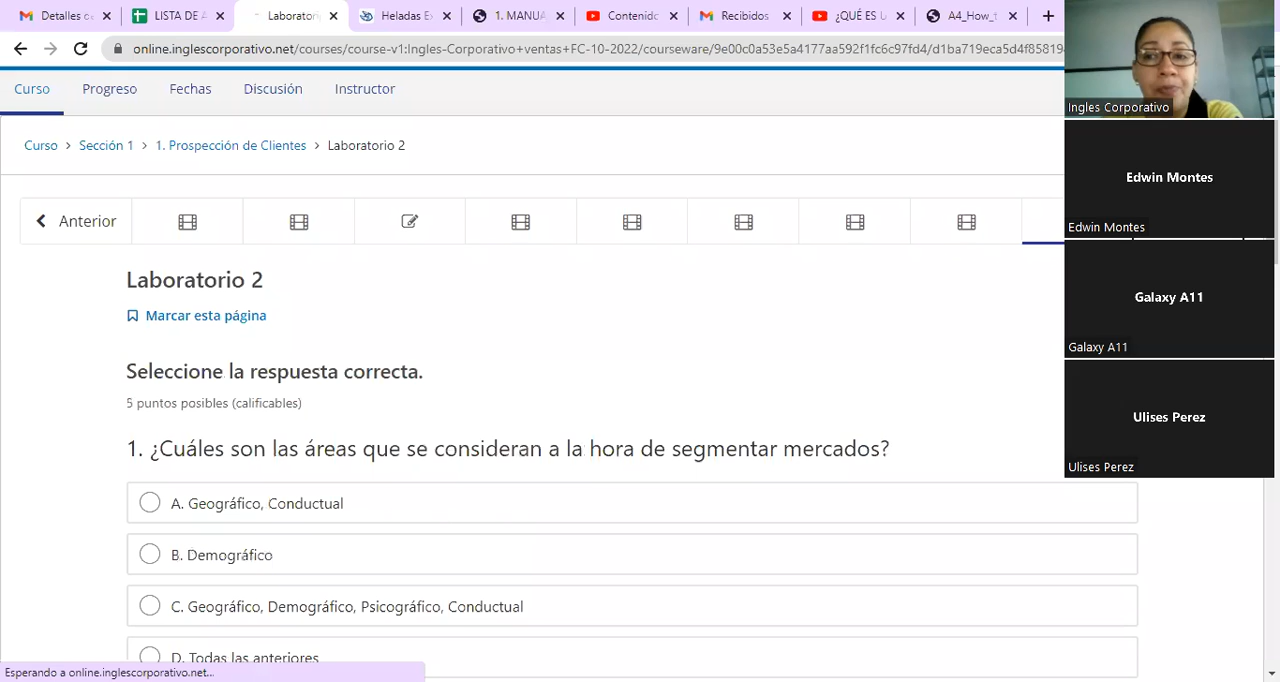 Detalles de
LISTA DE A
Laborator
Heladas Ex
1. MANUA
Contenido
Recibidos
¿QUÉ ES U
A4_How_t
online.inglescorporativo.net/courses/course-v1:Ingles-Corporativo+ventas+FC-10-2022/courseware/9e00c0a53e5a4177aa592f1fc6c97fd4/d1ba719eca5d4f85819
Curso
Progreso
Fechas
Discusión
Instructor
Ingles Corporativo
Curso > Sección 1 > 1. Prospección de Clientes > Laboratorio 2
Edwin Montes
Edwin Montes
Anterior
Laboratorio 2
Marcar esta página
Galaxy A11
Galaxy A11
Seleccione la respuesta correcta.
5 puntos posibles (calificables)
Ulises Perez
Ulises Perez
1. ¿Cuáles son las áreas que se consideran a la hora de segmentar mercados?
A. Geográfico, Conductual
B. Demográfico
C. Geográfico, Demográfico, Psicográfico, Conductual
D. Todas las anteriores
Esperando a online.inglescorporativo.net...